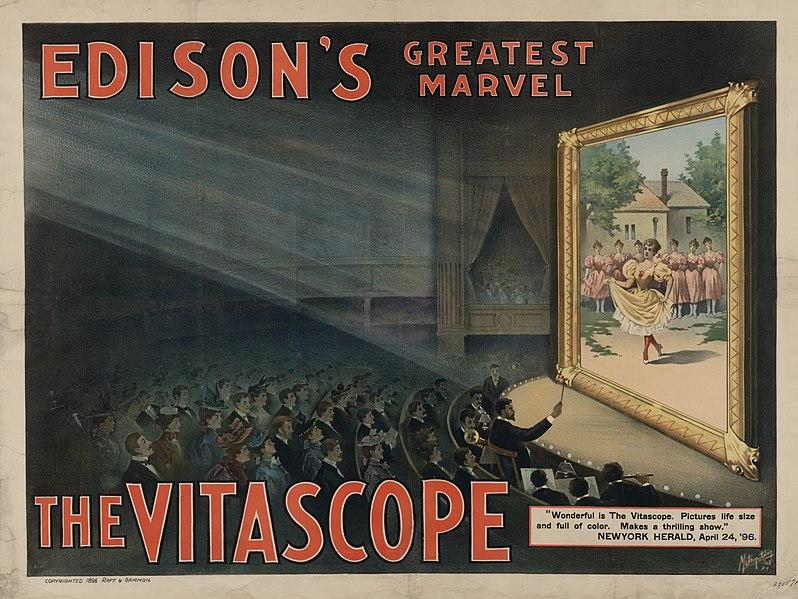 EDISON'S GREATEST
MARVEL
THE VITASCOPE
"Wonderful is The Vitascope. Pictures life size
and full of color. Makes a thrilling show."
NEWYORK HERALD, April 24, '96.
COPYRIGHTED 1896 RAFF & GAMMON.